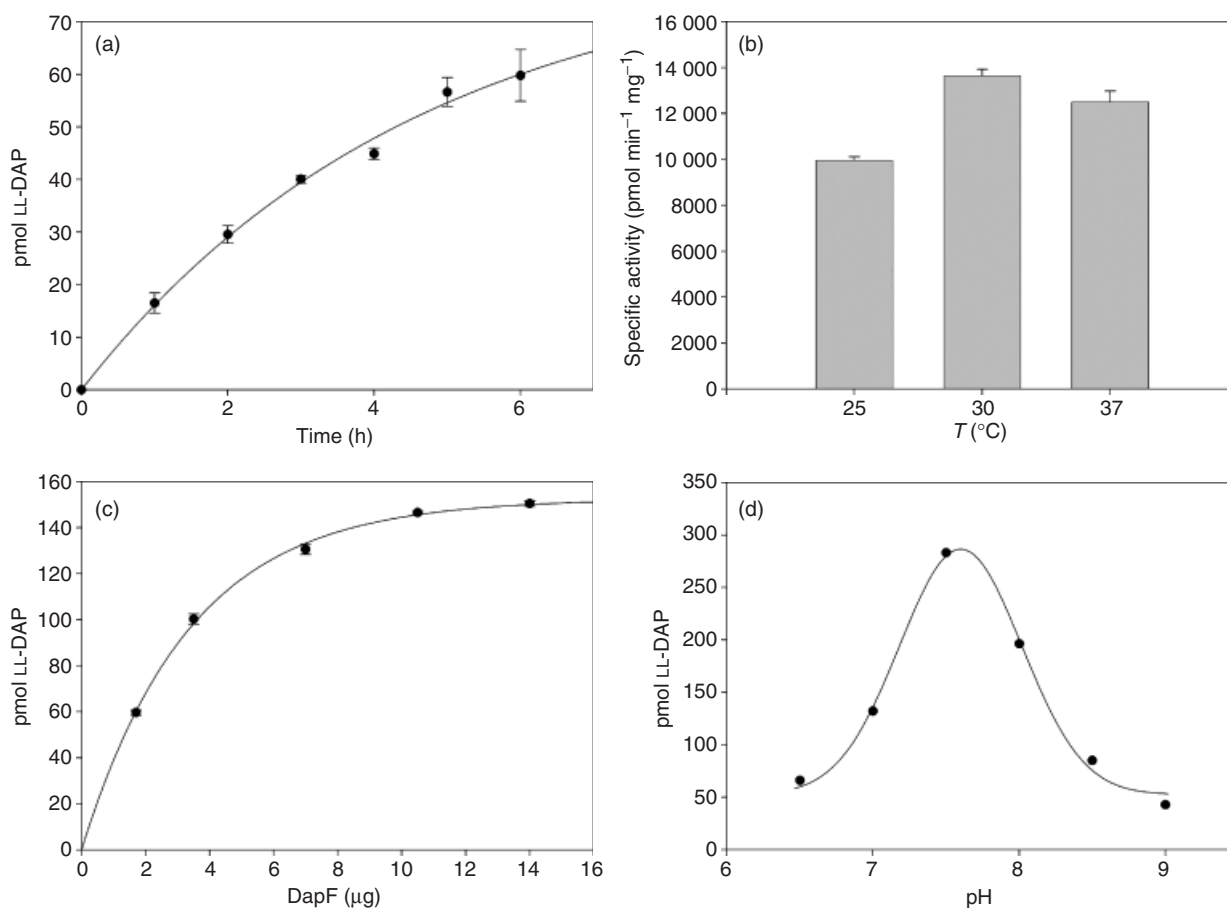 (a)
pmol LL-DAP
70
60
50
40
30
20
10
0
0 2 4 6
Time (h)
(b)
Specific activity (pmol min⁻¹ mg⁻¹)
16 000
14 000
12 000
10 000
8000
6000
4000
2000
0
25 30 37
T (°C)
(c)
pmol LL-DAP
160
140
120
100
80
60
40
20
0
0 2 4 6 8 10 12 14 16
DapF (μg)
(d)
pmol LL-DAP
350
300
250
200
150
100
50
0
6 7 8 9
pH